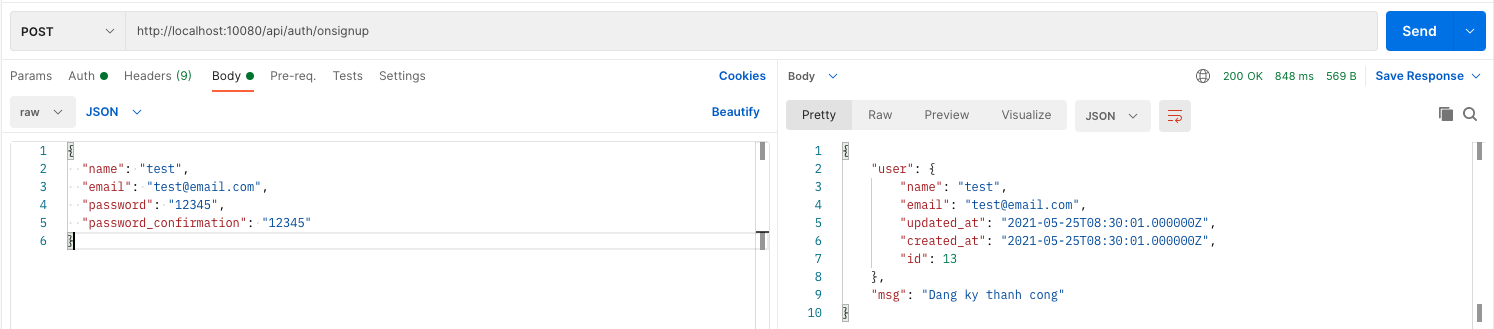 POST http://localhost:10080/api/auth/onsignup Send
Params Auth Headers (9) Body Pre-req. Tests Settings Cookies
Body 200 OK 848 ms 569 B Save Response
raw JSON Beautify
Pretty Raw Preview Visualize JSON
1 {
2 "name": "test",
3 "email": "test@email.com",
4 "password": "12345",
5 "password_confirmation": "12345"
6 }
1 {
2 "user": {
3 "name": "test",
4 "email": "test@email.com",
5 "updated_at": "2021-05-25T08:30:01.000000Z",
6 "created_at": "2021-05-25T08:30:01.000000Z",
7 "id": 13
8 },
9 "msg": "Dang ky thanh cong"
10 }